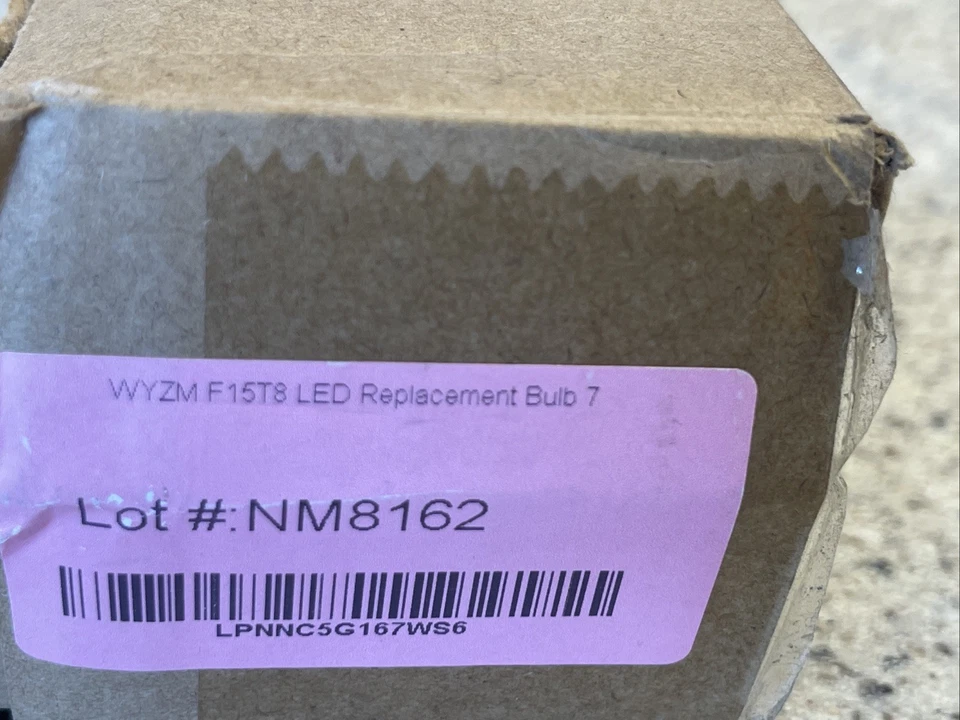 WYZM F15T8 LED Replacement Bulb 7
Lot #:NM8162
LPNNC5G167WS6